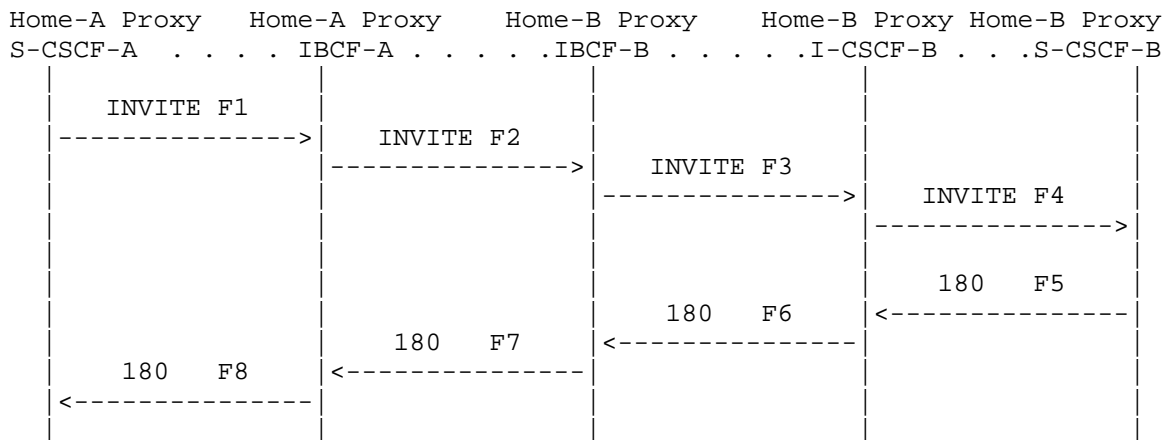 Home-A Proxy Home-A Proxy Home-B Proxy Home-B Proxy Home-B Proxy
S-CSCF-A . . . . IBCF-A . . . . .IBCF-B . . . . .I-CSCF-B . . .S-CSCF-B
INVITE F1
INVITE F2
INVITE F3
INVITE F4
180 F5
180 F6
180 F7
180 F8